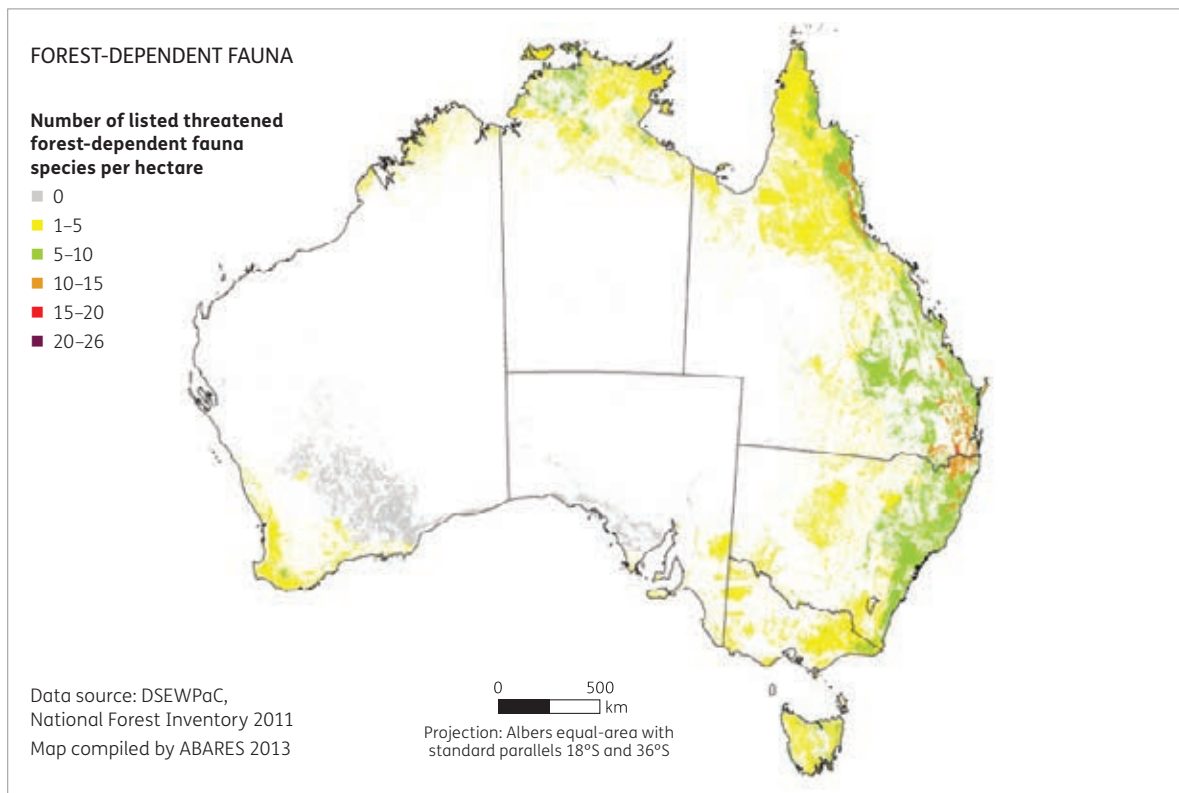 FOREST-DEPENDENT FAUNA
Number of listed threatened
forest-dependent fauna
species per hectare
0
1–5
5–10
10–15
15–20
20–26
Data source: DSEWPaC,
National Forest Inventory 2011
Map compiled by ABARES 2013
0 500
km
Projection: Albers equal-area with
standard parallels 18°S and 36°S